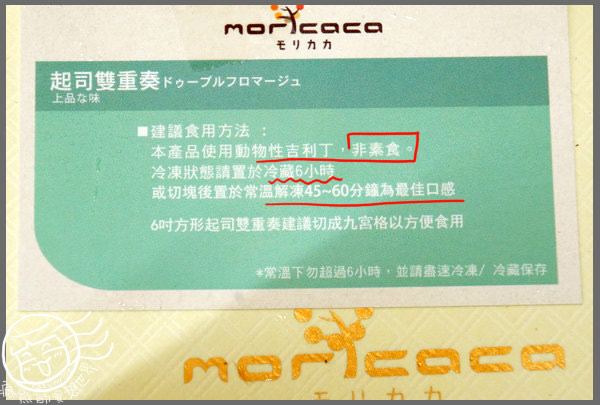 moricaca
モリカカ
起司雙重奏ドゥーブルフロマージュ
上品な味
■建議食用方法：
本產品使用動物性吉利丁，非素食。
冷凍狀態請置於冷藏6小時
或切塊後置於常溫解凍45~60分鐘為最佳口感
6吋方形起司雙重奏建議切成九宮格以方便食用
*常溫下勿超過6小時，並請盡速冷凍/ 冷藏保存
moricaca
モリカカ